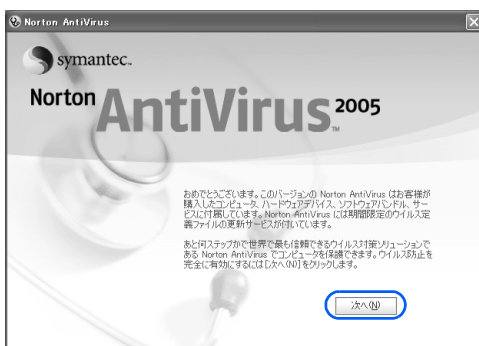 Norton AntiVirus
symantec.
Norton AntiVirus 2005
TM
おめでとうございます。このバージョンの Norton AntiVirus はお客様が
購入したコンピュータ、ハードウェアデバイス、ソフトウェアバンドル、サー
ビスに付属しています。Norton AntiVirus には期間限定のウイルス定
義ファイルの更新サービスが付いています。
あと何ステップかで世界で最も信頼できるウイルス対策ソリューションで
ある Norton AntiVirus でコンピュータを保護できます。ウイルス防止を
完全に有効にするには[次へ(N)]をクリックします。
次へ(N)